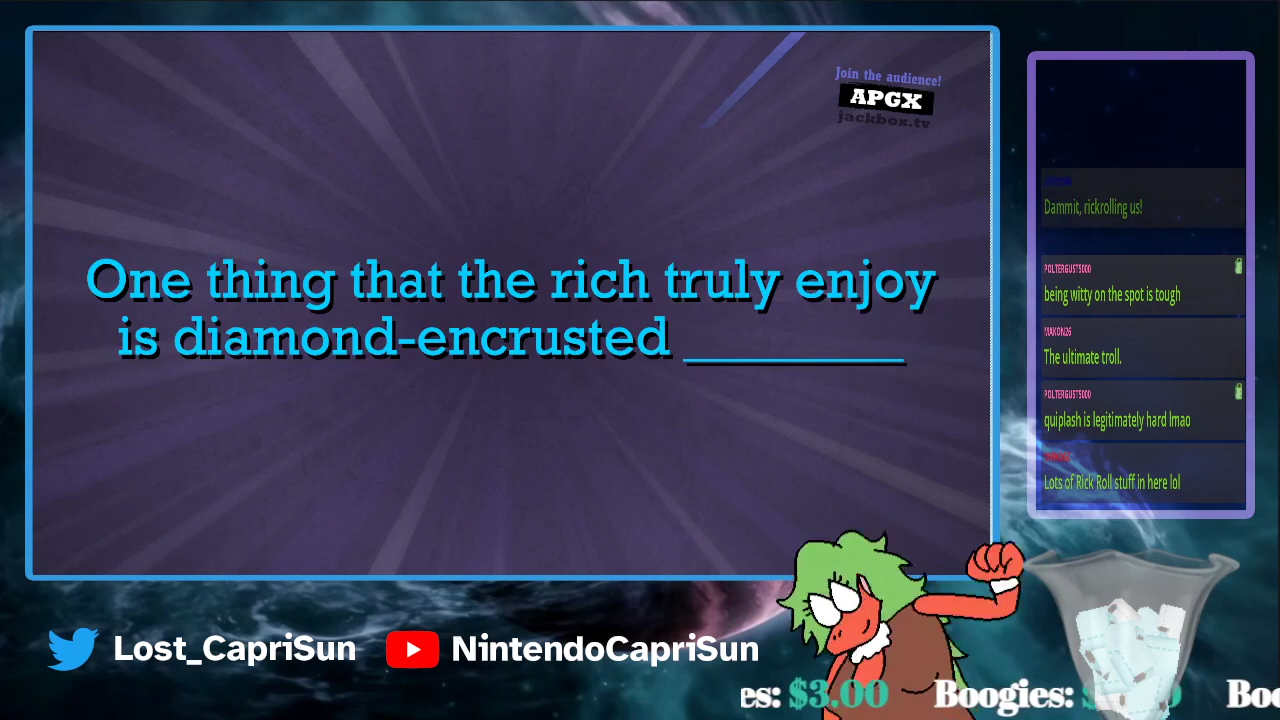 Join the audience!
APGX
jackbox.tv
One thing that the rich truly enjoy
is diamond-encrusted ________
Dammit, rickrolling us!
POLTERGUST5000
being witty on the spot is tough
MAKON26
The ultimate troll.
POLTERGUST5000
quiplash is legitimately hard lmao
Lots of Rick Roll stuff in here lol
Lost_CapriSun
NintendoCapriSun
es: $3.00 Boogies: $ Boo